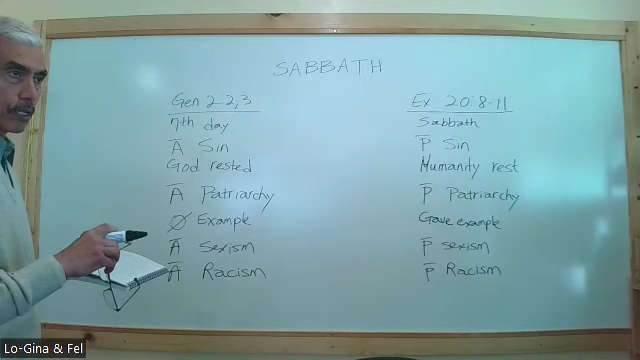 SABBATH
Gen 2:2,3
7th day
Ā Sin
God rested
Ā Patriarchy
Ø Example
Ā Sexism
Ā Racism
Ex 20:8-11
Sabbath
P̄ Sin
Humanity rest
P̄ Patriarchy
Gave example
P̄ sexism
P̄ Racism
Lo-Gina & Fel